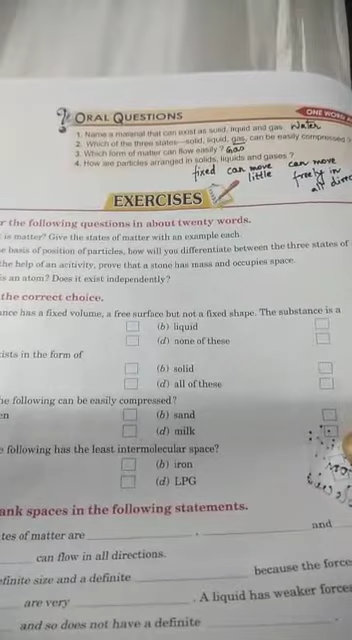 ORAL QUESTIONS
ONE WORD
1. Name a material that can exist as solid, liquid and gas. Water
2. Which of the three states—solid, liquid, gas, can be easily compressed ?
3. Which form of matter can flow easily ? Gas
4. How are particles arranged in solids, liquids and gases ?
fixed can move little can move freely in all direc
EXERCISES
r the following questions in about twenty words.
is matter? Give the states of matter with an example each.
e basis of position of particles, how will you differentiate between the three states of
the help of an acitivity, prove that a stone has mass and occupies space.
is an atom? Does it exist independently?
the correct choice.
ance has a fixed volume, a free surface but not a fixed shape. The substance is a
(b) liquid
(d) none of these
ists in the form of
(b) solid
(d) all of these
he following can be easily compressed?
en
(b) sand
(d) milk
e following has the least intermolecular space?
(b) iron
(d) LPG
ank spaces in the following statements.
tes of matter are , and
can flow in all directions.
efinite size and a definite because the force
are very . A liquid has weaker forces
and so does not have a definite .